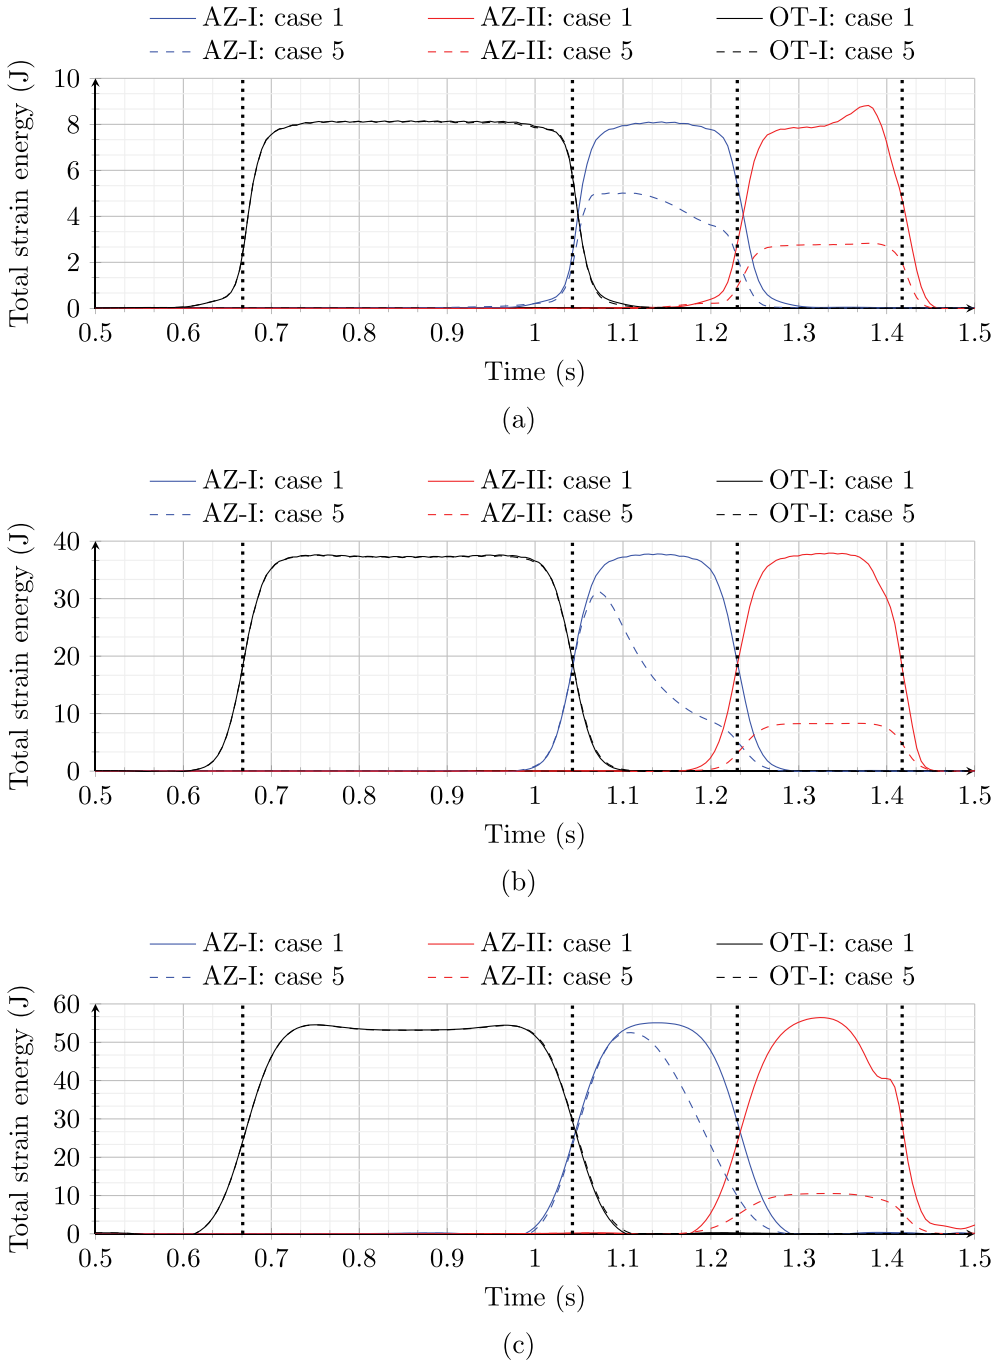 AZ-I: case 1 AZ-II: case 1 OT-I: case 1
AZ-I: case 5 AZ-II: case 5 OT-I: case 5
Total strain energy (J)
10
8
6
4
2
0
0.5 0.6 0.7 0.8 0.9 1 1.1 1.2 1.3 1.4 1.5
Time (s)
(a)
AZ-I: case 1 AZ-II: case 1 OT-I: case 1
AZ-I: case 5 AZ-II: case 5 OT-I: case 5
Total strain energy (J)
40
30
20
10
0
0.5 0.6 0.7 0.8 0.9 1 1.1 1.2 1.3 1.4 1.5
Time (s)
(b)
AZ-I: case 1 AZ-II: case 1 OT-I: case 1
AZ-I: case 5 AZ-II: case 5 OT-I: case 5
Total strain energy (J)
60
50
40
30
20
10
0
0.5 0.6 0.7 0.8 0.9 1 1.1 1.2 1.3 1.4 1.5
Time (s)
(c)